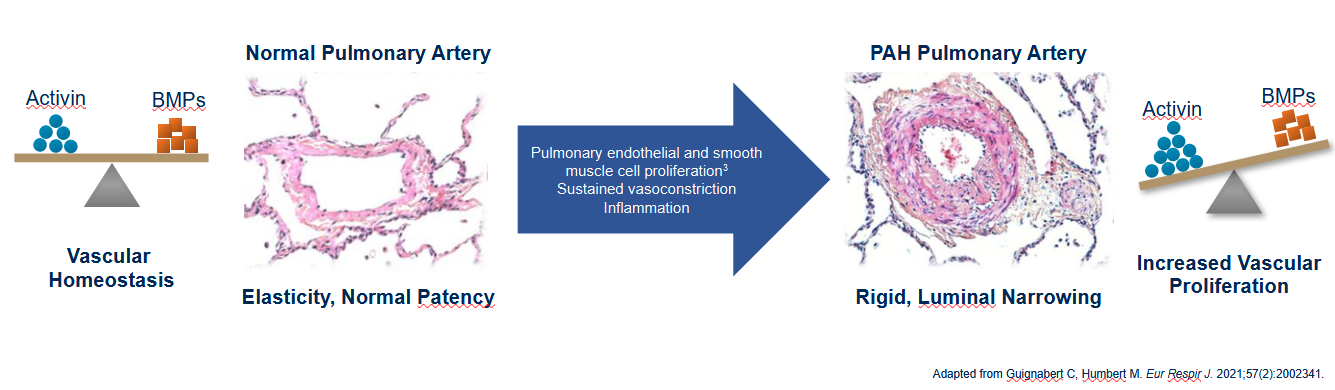 Normal Pulmonary Artery
PAH Pulmonary Artery
Activin
BMPs
Activin
BMPs
Pulmonary endothelial and smooth
muscle cell proliferation³
Sustained vasoconstriction
Inflammation
Vascular
Homeostasis
Elasticity, Normal Patency
Rigid, Luminal Narrowing
Increased Vascular
Proliferation
Adapted from Guignabert C, Humbert M. Eur Respir J. 2021;57(2):2002341.